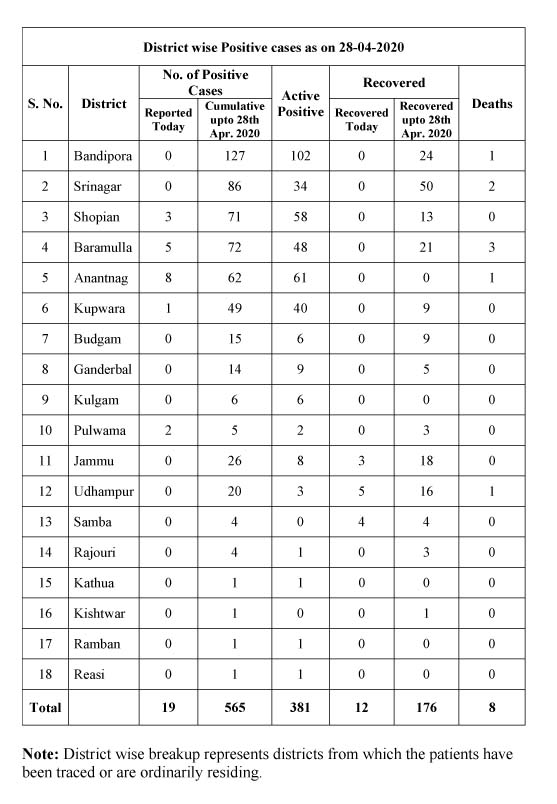 District wise Positive cases as on 28-04-2020
S. No. District No. of Positive Cases Active Positive Recovered Deaths
Reported Today Cumulative upto 28th Apr. 2020 Recovered Today Recovered upto 28th Apr. 2020
1 Bandipora 0 127 102 0 24 1
2 Srinagar 0 86 34 0 50 2
3 Shopian 3 71 58 0 13 0
4 Baramulla 5 72 48 0 21 3
5 Anantnag 8 62 61 0 0 1
6 Kupwara 1 49 40 0 9 0
7 Budgam 0 15 6 0 9 0
8 Ganderbal 0 14 9 0 5 0
9 Kulgam 0 6 6 0 0 0
10 Pulwama 2 5 2 0 3 0
11 Jammu 0 26 8 3 18 0
12 Udhampur 0 20 3 5 16 1
13 Samba 0 4 0 4 4 0
14 Rajouri 0 4 1 0 3 0
15 Kathua 0 1 1 0 0 0
16 Kishtwar 0 1 0 0 1 0
17 Ramban 0 1 1 0 0 0
18 Reasi 0 1 1 0 0 0
Total 19 565 381 12 176 8
Note: District wise breakup represents districts from which the patients have
been traced or are ordinarily residing.